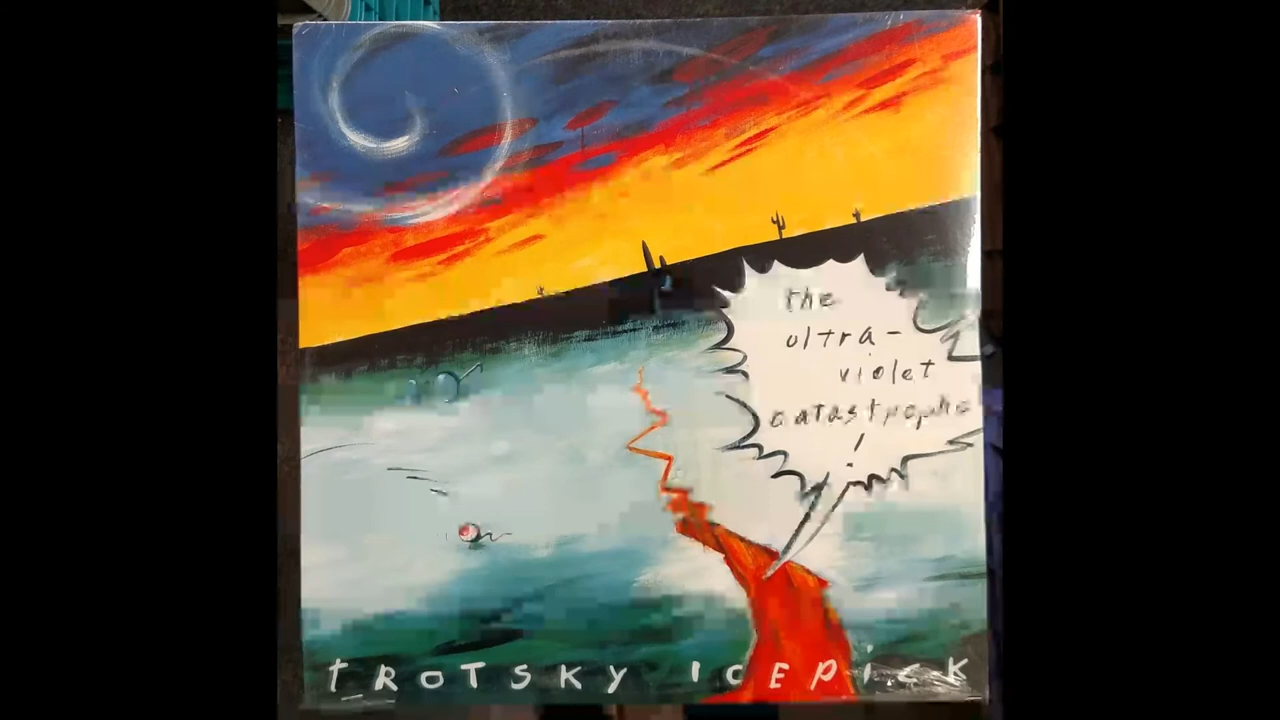 the
ultra-
violet
catastrophe
!
tROTSKY ICEPiCK